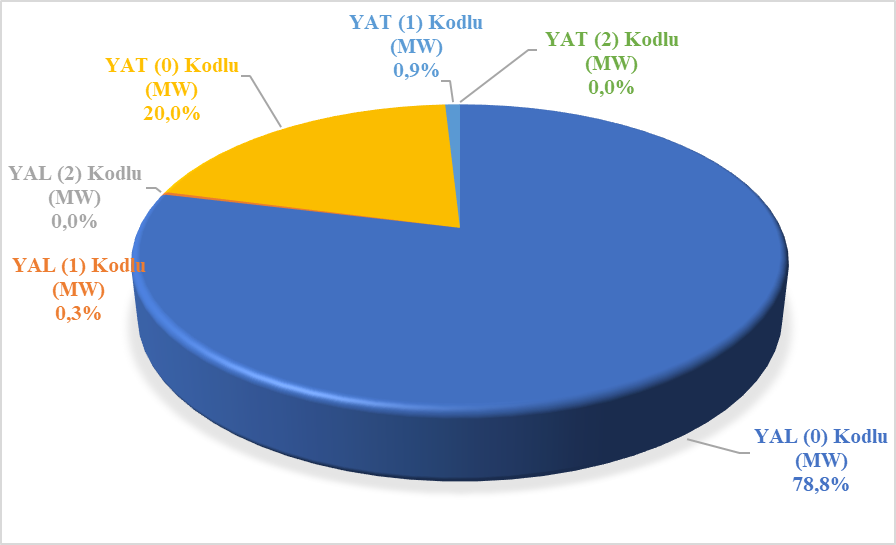 YAT (1) Kodlu
(MW)
0,9%
YAT (2) Kodlu
(MW)
0,0%
YAT (0) Kodlu
(MW)
20,0%
YAL (2) Kodlu
(MW)
0,0%
YAL (1) Kodlu
(MW)
0,3%
YAL (0) Kodlu
(MW)
78,8%